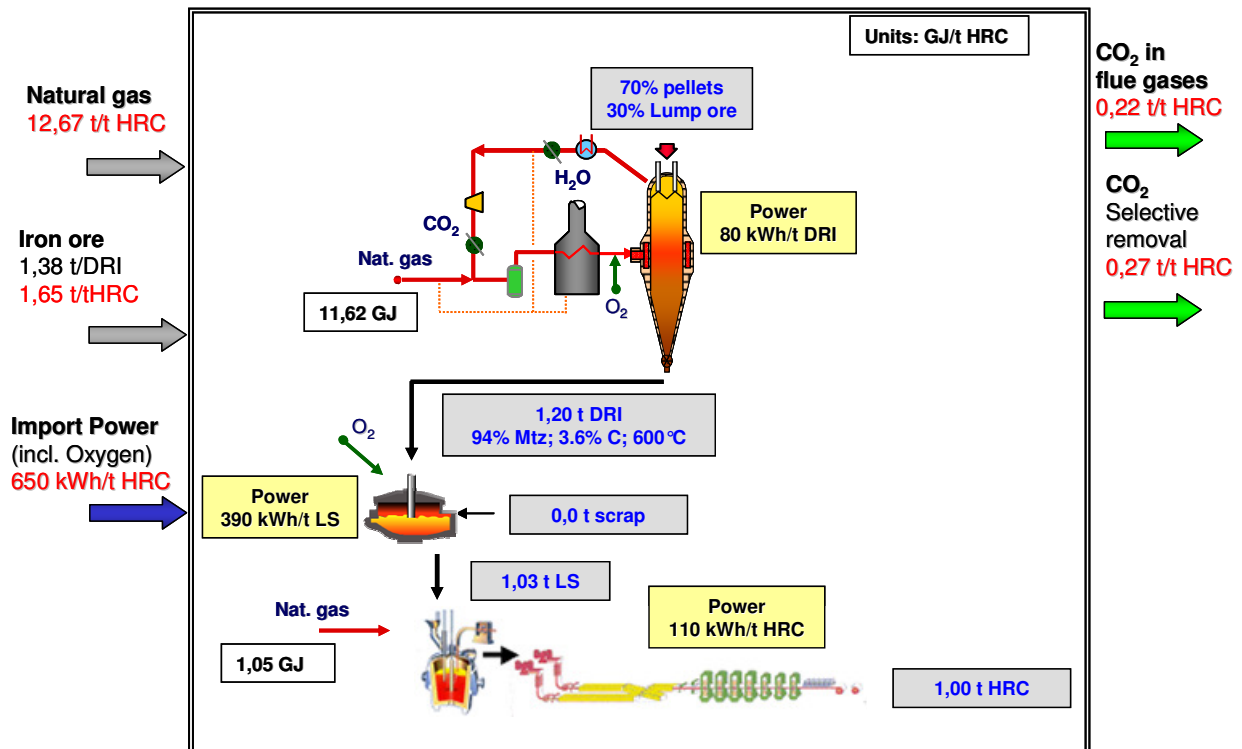 Units: GJ/t HRC
Natural gas
12,67 t/t HRC
Iron ore
1,38 t/DRI
1,65 t/tHRC
Import Power
(incl. Oxygen)
650 kWh/t HRC
70% pellets
30% Lump ore
H₂O
CO₂
Nat. gas
11,62 GJ
O₂
Power
80 kWh/t DRI
1,20 t DRI
94% Mtz; 3.6% C; 600°C
O₂
Power
390 kWh/t LS
0,0 t scrap
1,03 t LS
Nat. gas
1,05 GJ
Power
110 kWh/t HRC
1,00 t HRC
CO₂ in
flue gases
0,22 t/t HRC
CO₂
Selective
removal
0,27 t/t HRC